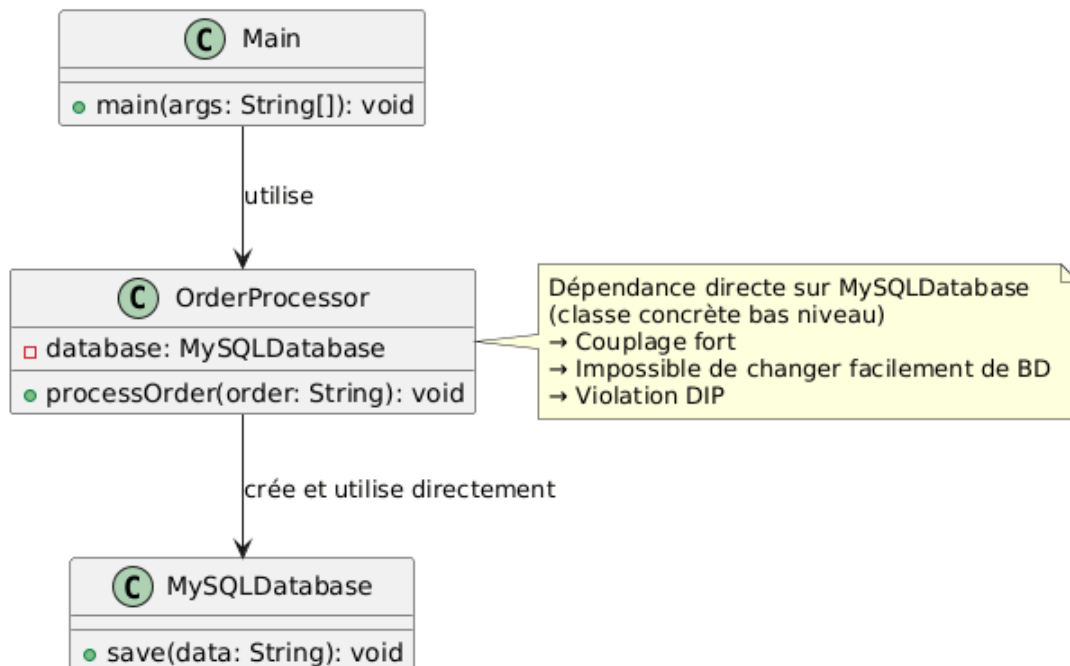 C Main
main(args: String[]): void
utilise
C OrderProcessor
database: MySQLDatabase
processOrder(order: String): void
Dépendance directe sur MySQLDatabase
(classe concrète bas niveau)
→ Couplage fort
→ Impossible de changer facilement de BD
→ Violation DIP
crée et utilise directement
C MySQLDatabase
save(data: String): void